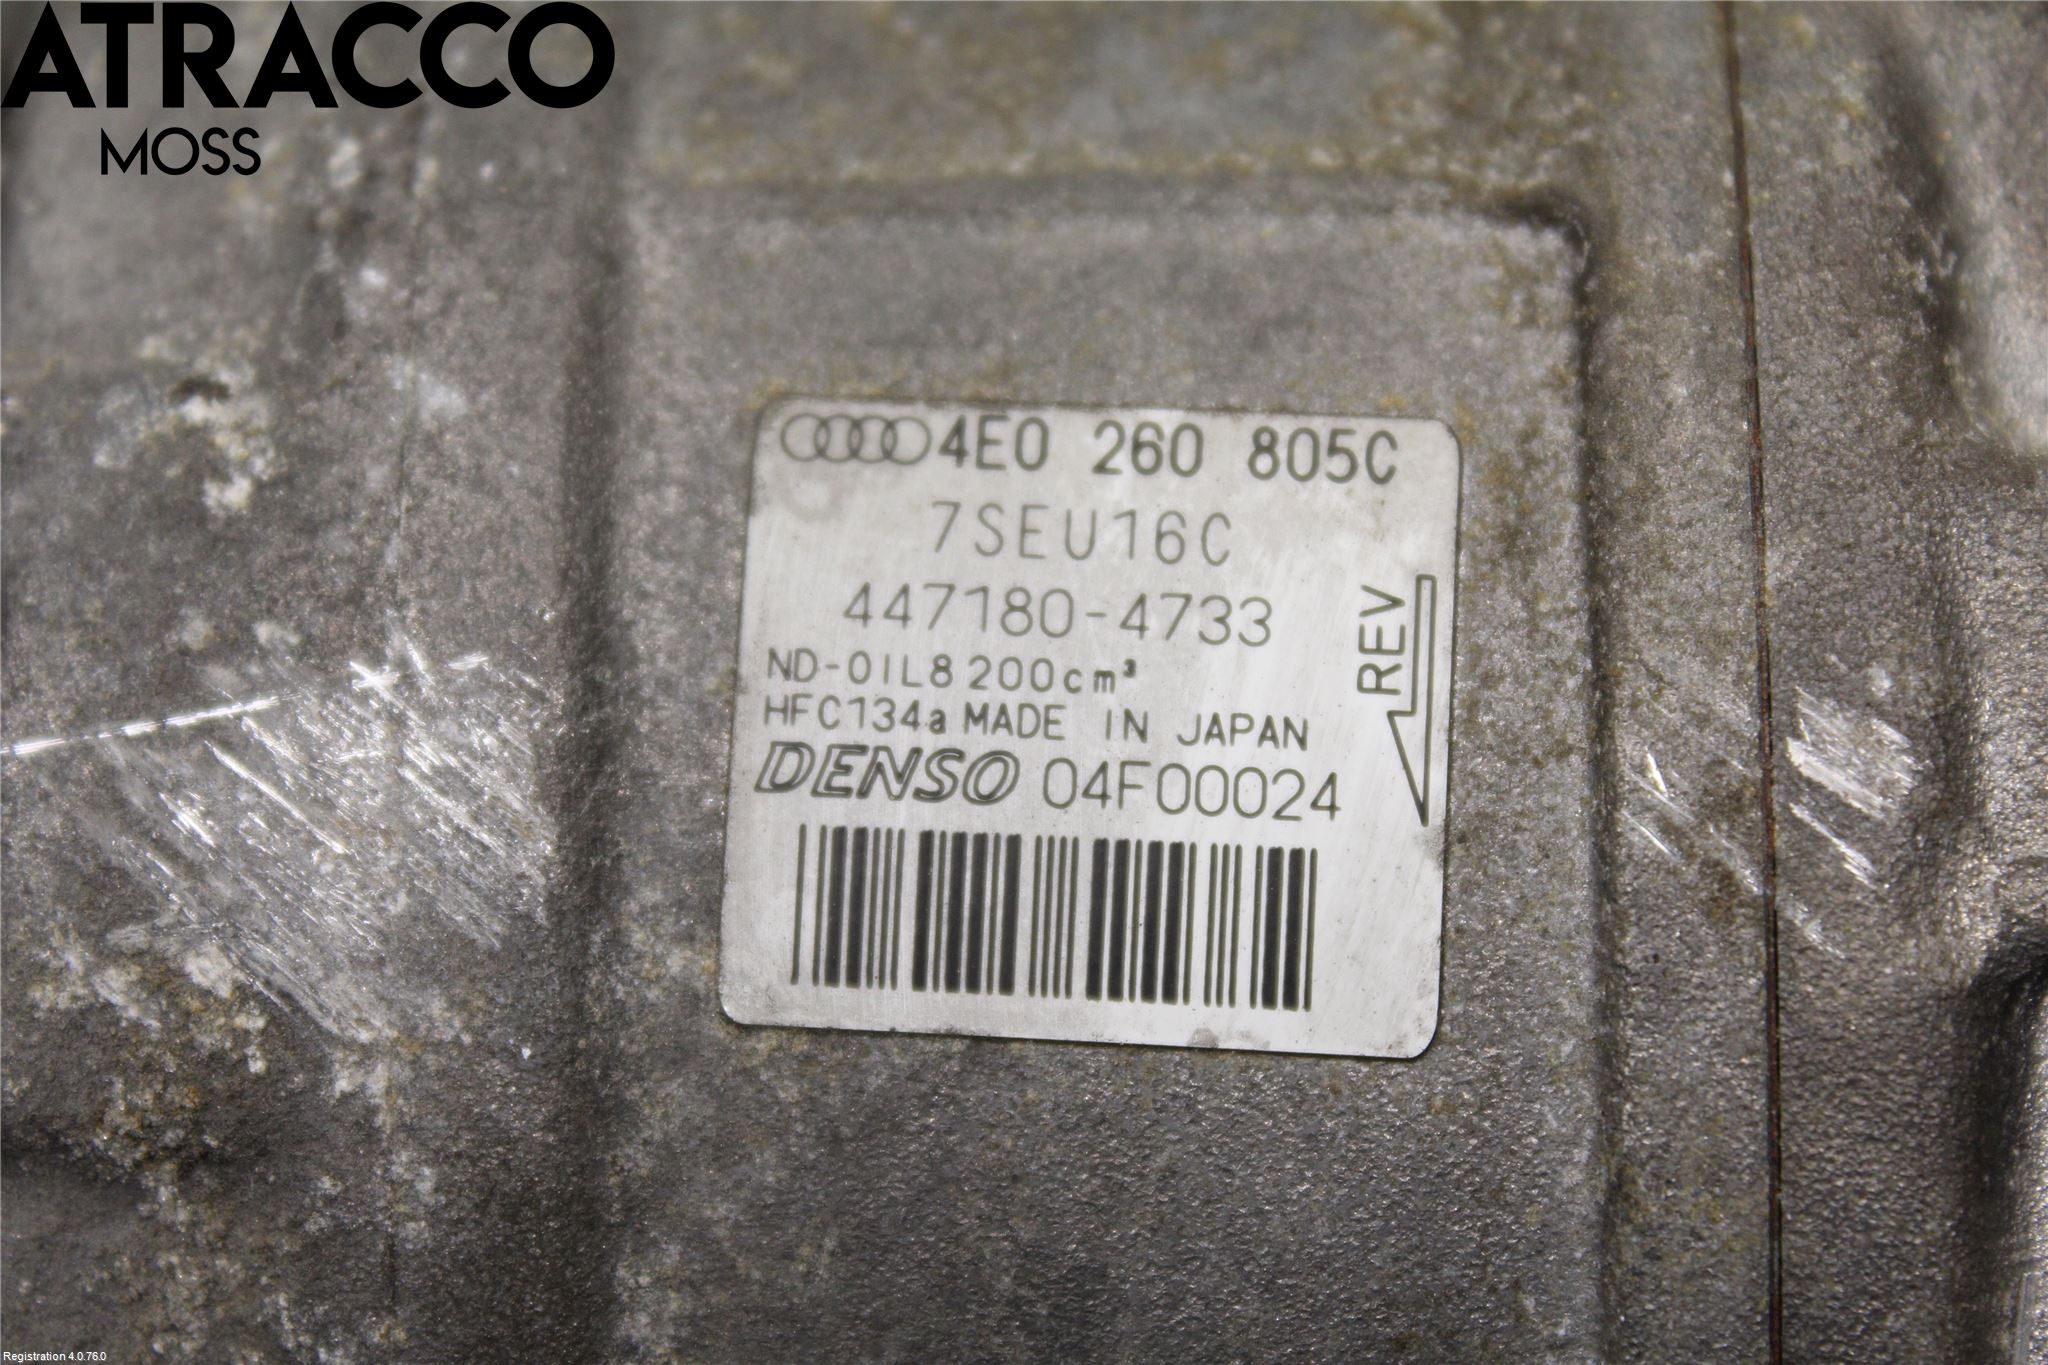 ATRACCO
MOSS
4E0 260 805C
7SEU16C
447180-4733
ND-OIL8 200cm³
HFC134a MADE IN JAPAN
DENSO 04F00024
REV
Registration 4.0.76.0